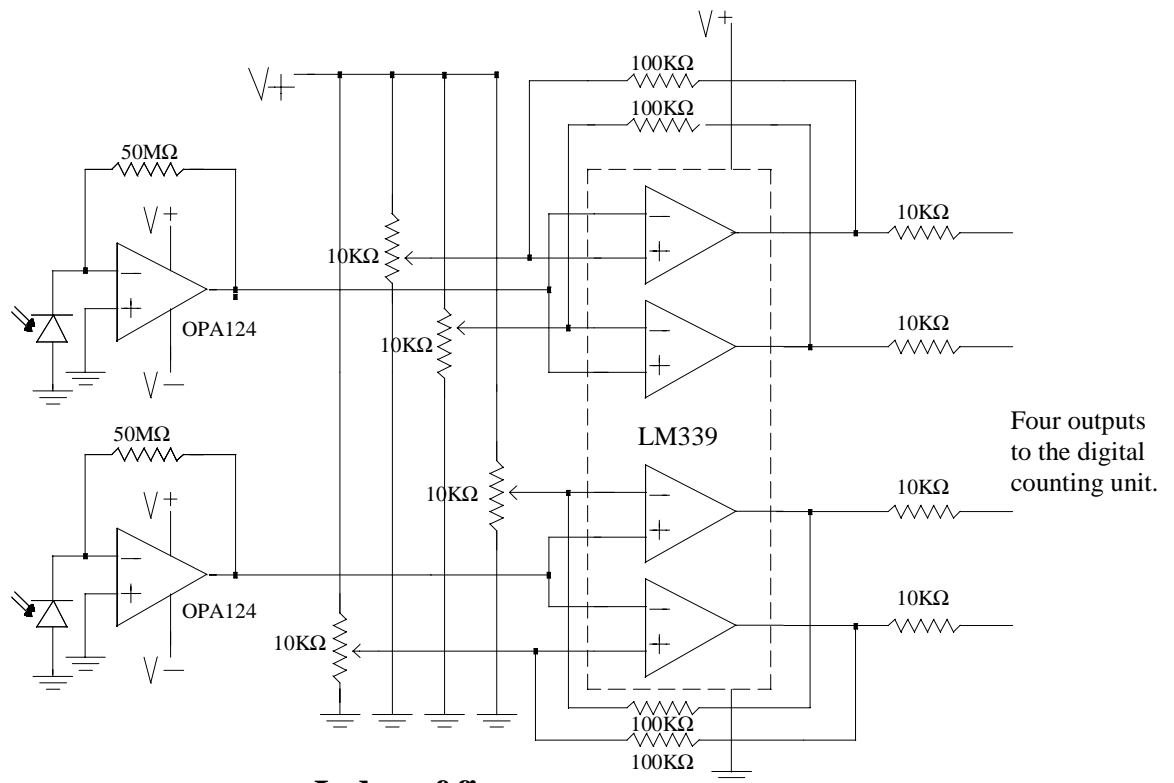 V+
100KΩ
V+
100KΩ
50MΩ
V+
10KΩ
10KΩ
OPA124
10KΩ
10KΩ
V−
50MΩ
LM339
Four outputs
to the digital
counting unit.
V+
10KΩ
10KΩ
OPA124
10KΩ
10KΩ
V−
100KΩ
100KΩ